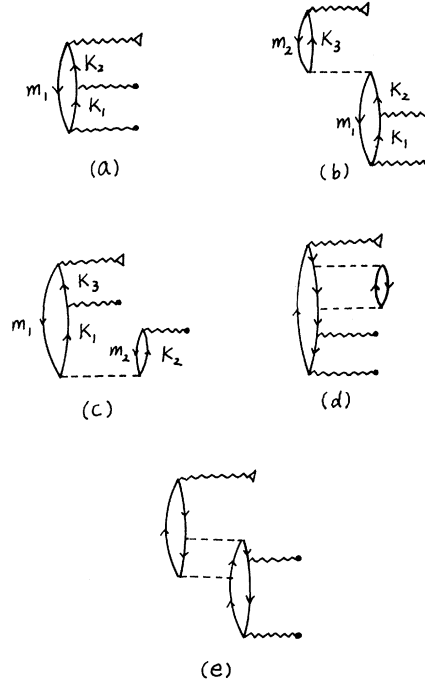 m₂ K₃
K₂
m₁ K₁
(a)
K₂
m₁ K₁
(b)
K₃
m₁ K₁
m₂ K₂
(c)
(d)
(e)